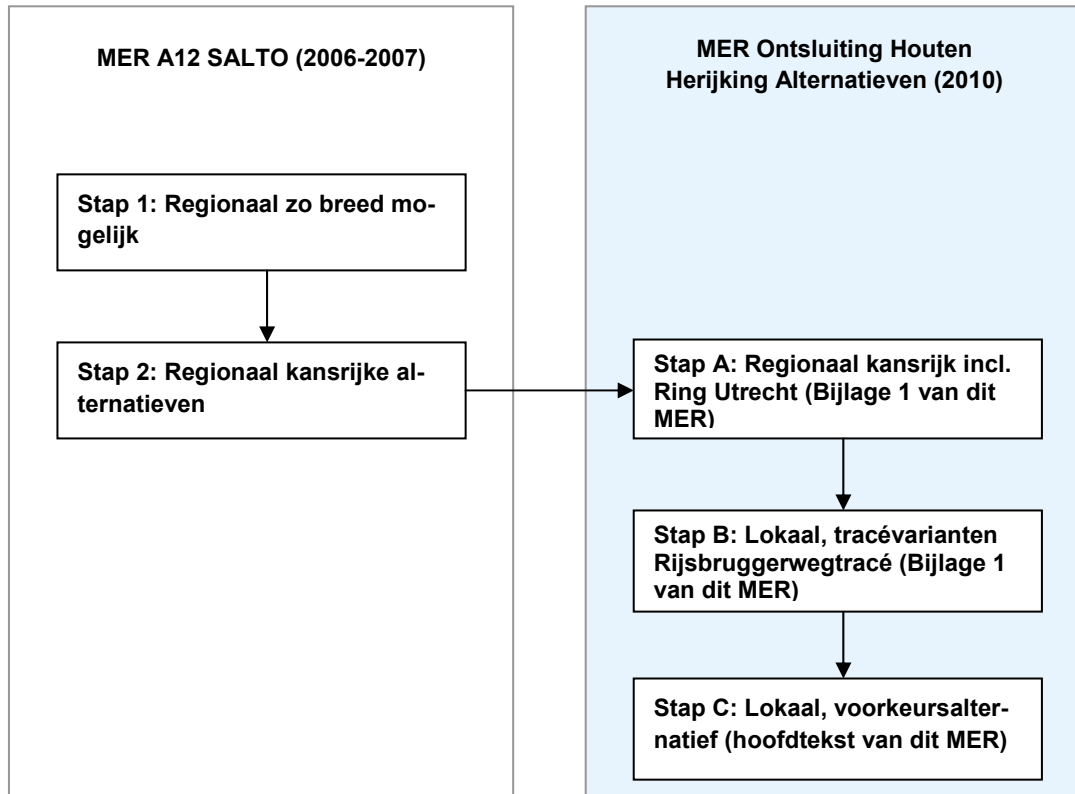 MER A12 SALTO (2006-2007)
Stap 1: Regionaal zo breed mo-
gelijk
Stap 2: Regionaal kansrijke al-
ternatieven
MER Ontsluiting Houten
Herijking Alternatieven (2010)
Stap A: Regionaal kansrijk incl.
Ring Utrecht (Bijlage 1 van dit
MER)
Stap B: Lokaal, tracévarianten
Rijsbruggerwegtracé (Bijlage 1
van dit MER)
Stap C: Lokaal, voorkeursalter-
natief (hoofdtekst van dit MER)